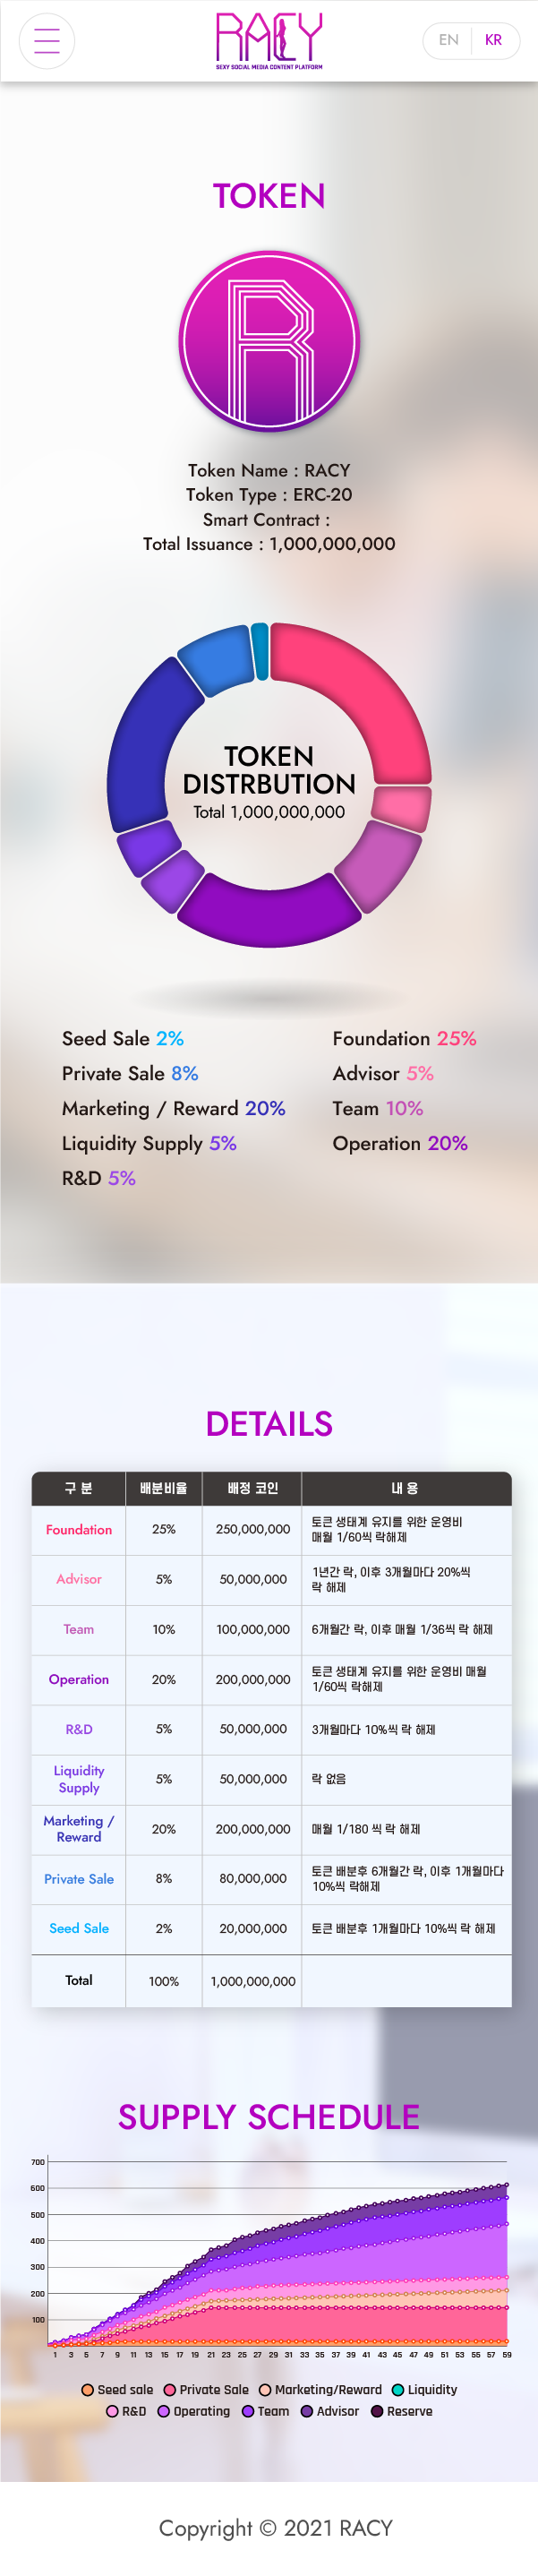 RACY
SEXY SOCIAL MEDIA CONTENT PLATFORM
EN
KR
TOKEN
R
Token Name : RACY
Token Type : ERC-20
Smart Contract :
Total Issuance : 1,000,000,000
TOKEN
DISTRBUTION
Total 1,000,000,000
Seed Sale 2%
Private Sale 8%
Marketing / Reward 20%
Liquidity Supply 5%
R&D 5%
Foundation 25%
Advisor 5%
Team 10%
Operation 20%
DETAILS
구 분 배분비율 배정 코인 내 용
Foundation 25% 250,000,000 토큰 생태계 유지를 위한 운영비
매월 1/60씩 락해제
Advisor 5% 50,000,000 1년간 락, 이후 3개월마다 20%씩
락 해제
Team 10% 100,000,000 6개월간 락, 이후 매월 1/36씩 락 해제
Operation 20% 200,000,000 토큰 생태계 유지를 위한 운영비 매월
1/60씩 락해제
R&D 5% 50,000,000 3개월마다 10%씩 락 해제
Liquidity
Supply 5% 50,000,000 락 없음
Marketing /
Reward 20% 200,000,000 매월 1/180 씩 락 해제
Private Sale 8% 80,000,000 토큰 배분후 6개월간 락, 이후 1개월마다
10%씩 락해제
Seed Sale 2% 20,000,000 토큰 배분후 1개월마다 10%씩 락 해제
Total 100% 1,000,000,000
SUPPLY SCHEDULE
700
600
500
400
300
200
100
1 3 5 7 9 11 13 15 17 19 21 23 25 27 29 31 33 35 37 39 41 43 45 47 49 51 53 55 57 59
Seed sale Private Sale Marketing/Reward Liquidity
R&D Operating Team Advisor Reserve
Copyright © 2021 RACY